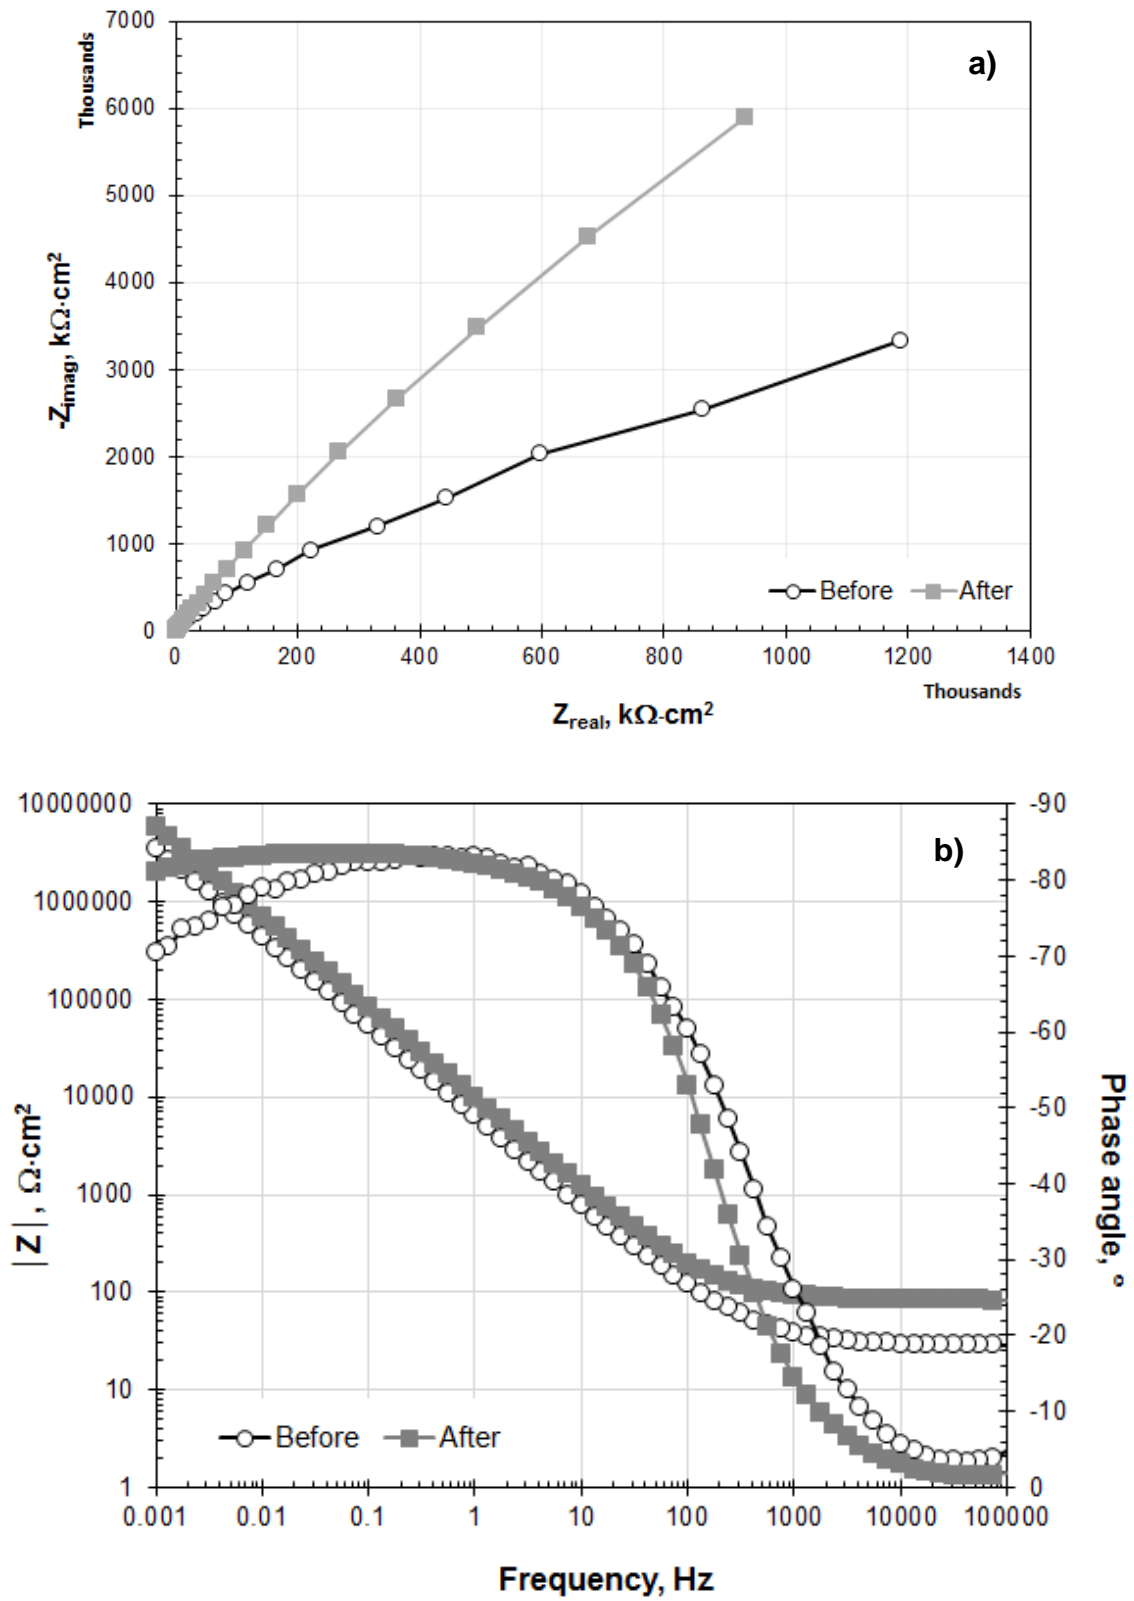 a)
Thousands
7000
6000
5000
4000
3000
2000
1000
0
-Zimag, kΩ·cm²
0 200 400 600 800 1000 1200 1400
Thousands
Zreal, kΩ·cm²
Before After
b)
10000000
1000000
100000
10000
1000
100
10
1
|Z|, Ω·cm²
-90
-80
-70
-60
-50
-40
-30
-20
-10
0
Phase angle, º
Before After
0.001 0.01 0.1 1 10 100 1000 10000 100000
Frequency, Hz